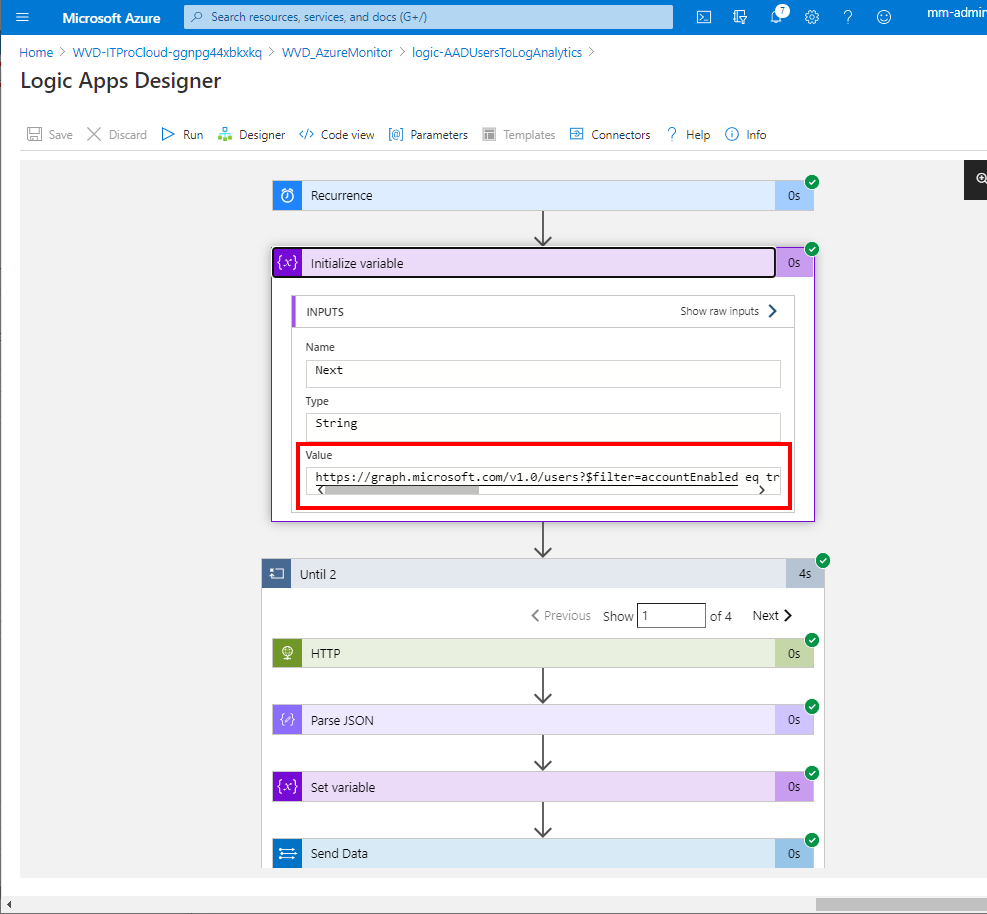 Microsoft Azure
Search resources, services, and docs (G+/)
7
mm-admin
Home > WVD-ITProCloud-ggnpg44xbkxkq > WVD_AzureMonitor > logic-AADUsersToLogAnalytics >
Logic Apps Designer
Save Discard Run Designer Code view Parameters Templates Connectors Help Info
Recurrence 0s
Initialize variable 0s
INPUTS Show raw inputs
Name
Next
Type
String
Value
https://graph.microsoft.com/v1.0/users?$filter=accountEnabled eq tr
Until 2 4s
Previous Show 1 of 4 Next
HTTP 0s
Parse JSON 0s
Set variable 0s
Send Data 0s